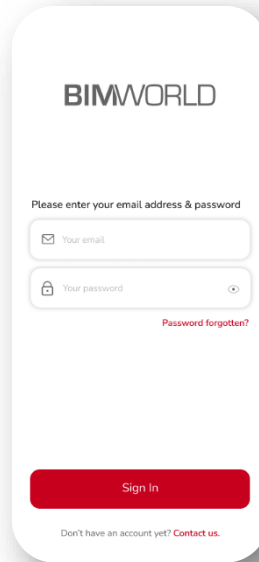 BIMWORLD
Please enter your email address & password
Your email
Your password
Password forgotten?
Sign In
Don't have an account yet? Contact us.